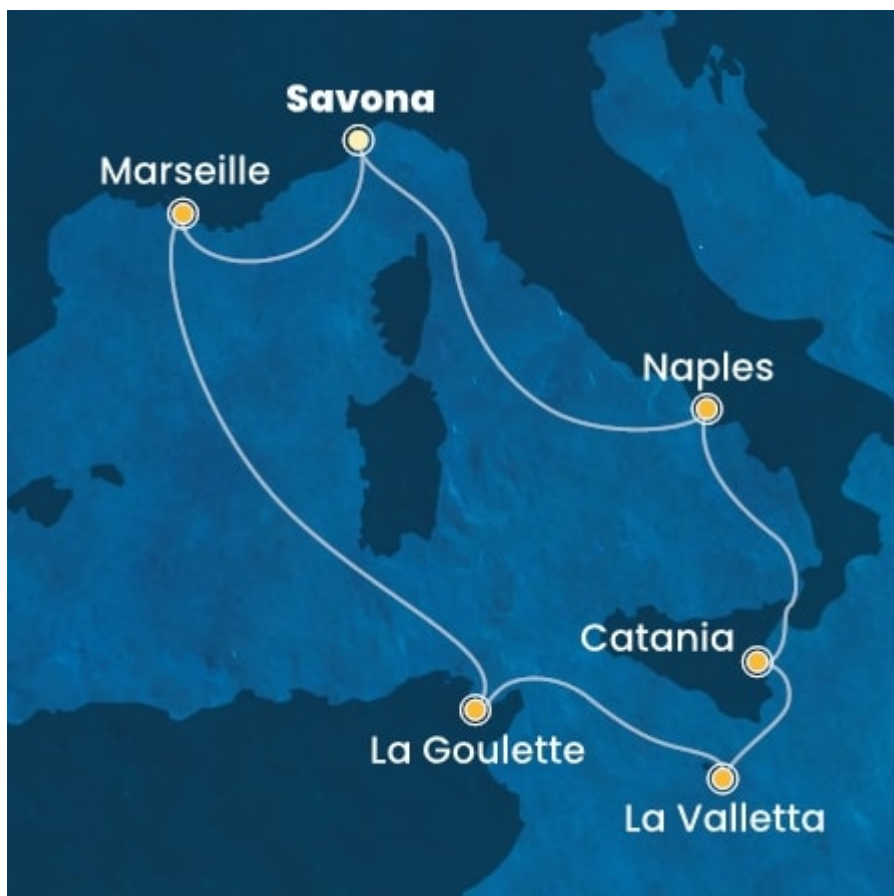 Savona
Marseille
Naples
Catania
La Goulette
La Valletta